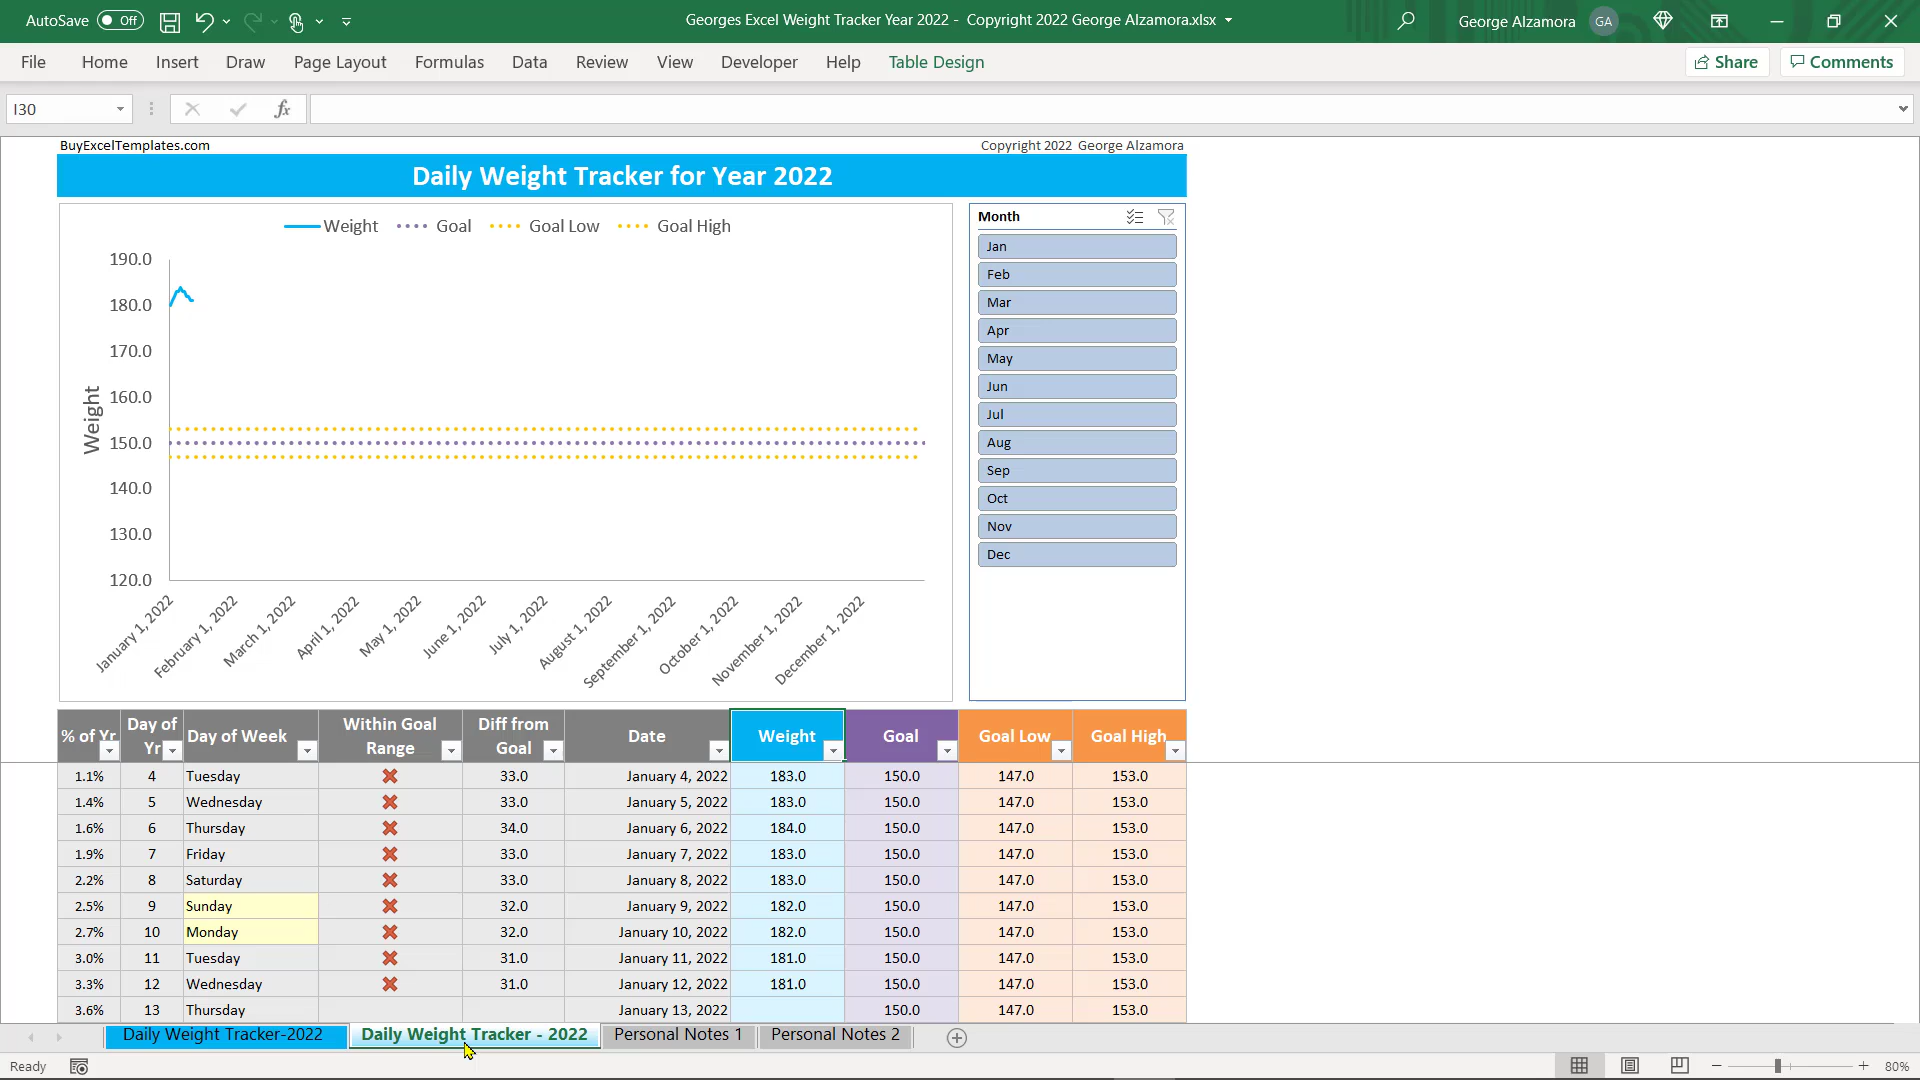 AutoSave Off Georges Excel Weight Tracker Year 2022 - Copyright 2022 George Alzamora.xlsx George Alzamora GA
File Home Insert Draw Page Layout Formulas Data Review View Developer Help Table Design Share Comments
I30 fx
BuyExcelTemplates.com Copyright 2022 George Alzamora
Daily Weight Tracker for Year 2022
Weight Goal Goal Low Goal High
190.0
180.0
170.0
160.0
150.0
140.0
130.0
120.0
Weight
January 1, 2022
February 1, 2022
March 1, 2022
April 1, 2022
May 1, 2022
June 1, 2022
July 1, 2022
August 1, 2022
September 1, 2022
October 1, 2022
November 1, 2022
December 1, 2022
Month
Jan
Feb
Mar
Apr
May
Jun
Jul
Aug
Sep
Oct
Nov
Dec
% of Yr Day of Yr Day of Week Within Goal Range Diff from Goal Date Weight Goal Goal Low Goal High
1.1% 4 Tuesday 33.0 January 4, 2022 183.0 150.0 147.0 153.0
1.4% 5 Wednesday 33.0 January 5, 2022 183.0 150.0 147.0 153.0
1.6% 6 Thursday 34.0 January 6, 2022 184.0 150.0 147.0 153.0
1.9% 7 Friday 33.0 January 7, 2022 183.0 150.0 147.0 153.0
2.2% 8 Saturday 33.0 January 8, 2022 183.0 150.0 147.0 153.0
2.5% 9 Sunday 32.0 January 9, 2022 182.0 150.0 147.0 153.0
2.7% 10 Monday 32.0 January 10, 2022 182.0 150.0 147.0 153.0
3.0% 11 Tuesday 31.0 January 11, 2022 181.0 150.0 147.0 153.0
3.3% 12 Wednesday 31.0 January 12, 2022 181.0 150.0 147.0 153.0
3.6% 13 Thursday January 13, 2022 150.0 147.0 153.0
Daily Weight Tracker-2022 Daily Weight Tracker - 2022 Personal Notes 1 Personal Notes 2
Ready 80%